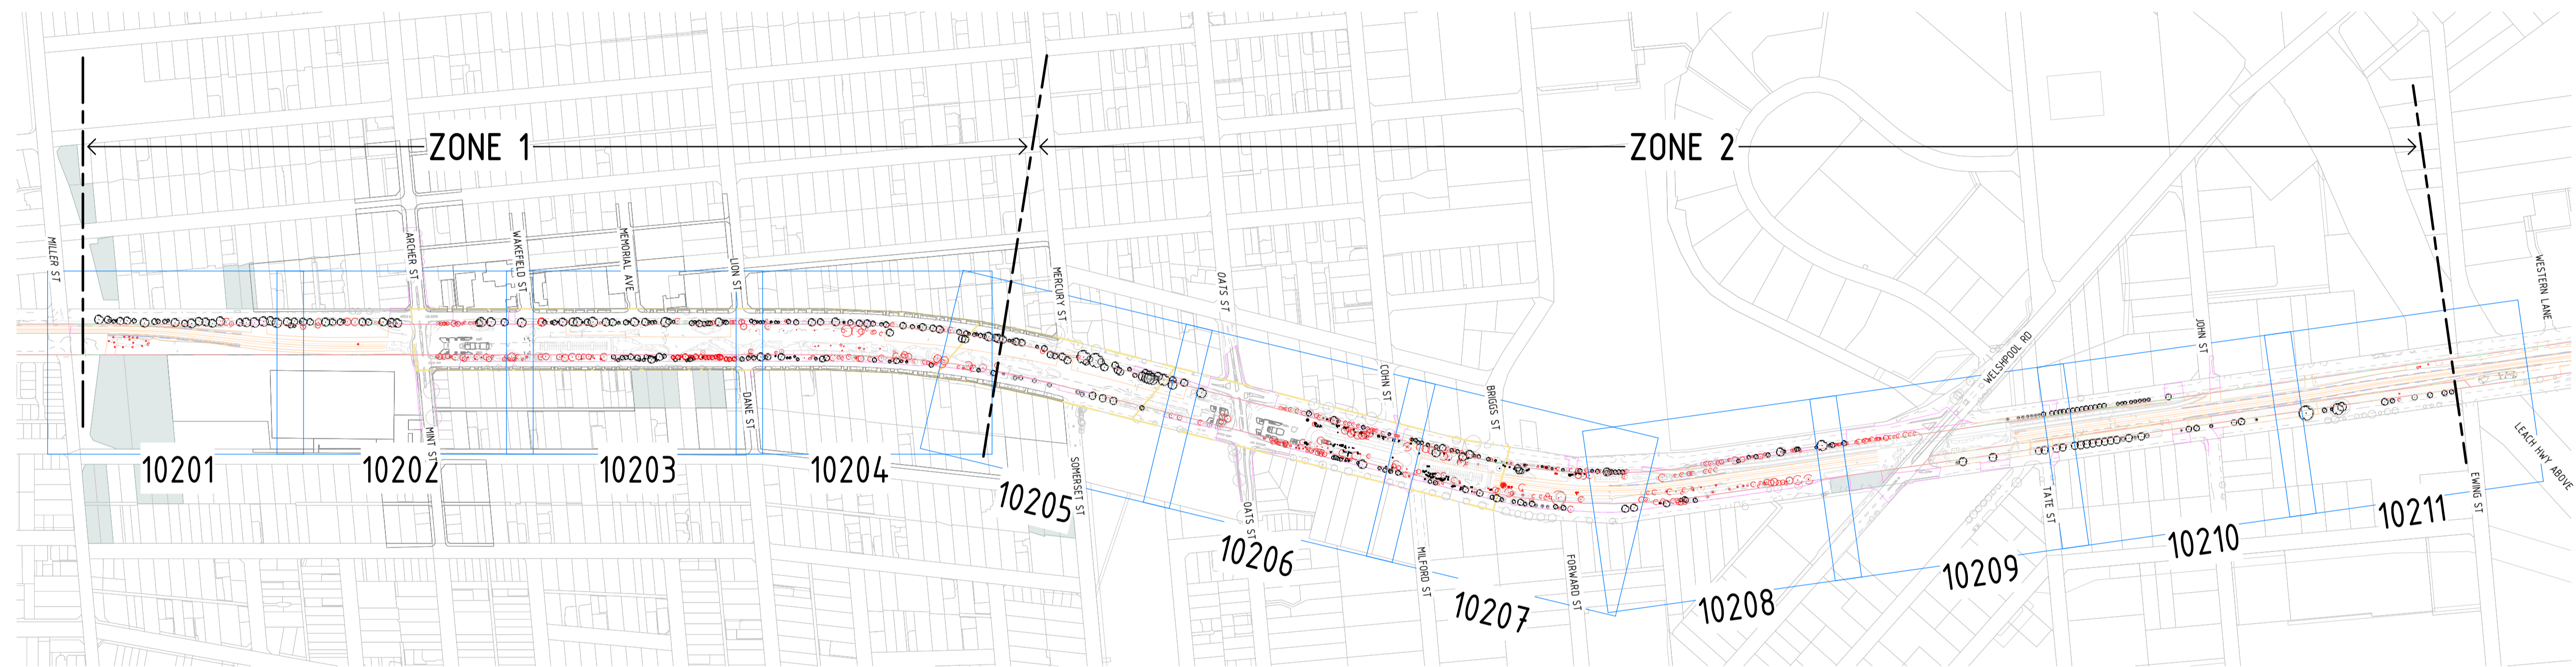 ZONE 1
ZONE 2
MILLER ST
ARCHER ST
WAKEFIELD ST
MEMORIAL AVE
LION ST
MERCURY ST
OATS ST
COHN ST
BRIGGS ST
WELSHPOOL RD
JOHN ST
WESTERN LANE
MINT ST
DANE ST
SOMERSET ST
OATS ST
MILFORD ST
FORWARD ST
TATE ST
EWING ST
LEACH HWY ABOVE
10201
10202
10203
10204
10205
10206
10207
10208
10209
10210
10211